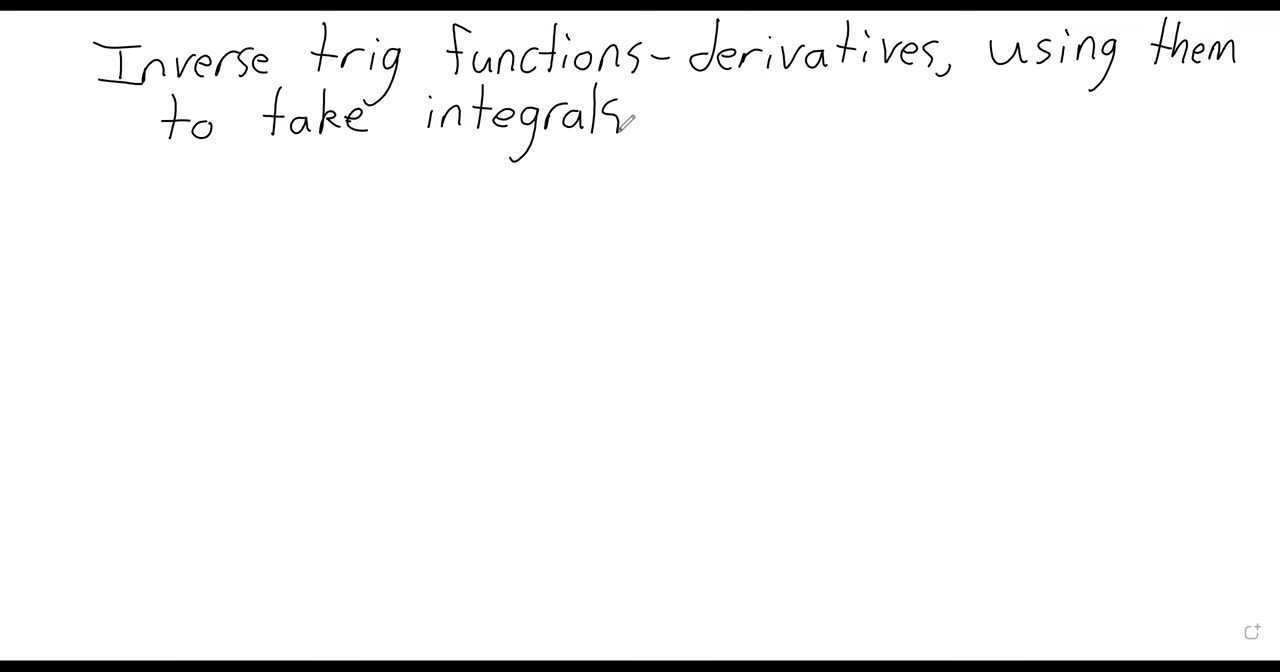 Inverse trig functions - derivatives, using them
to take integrals